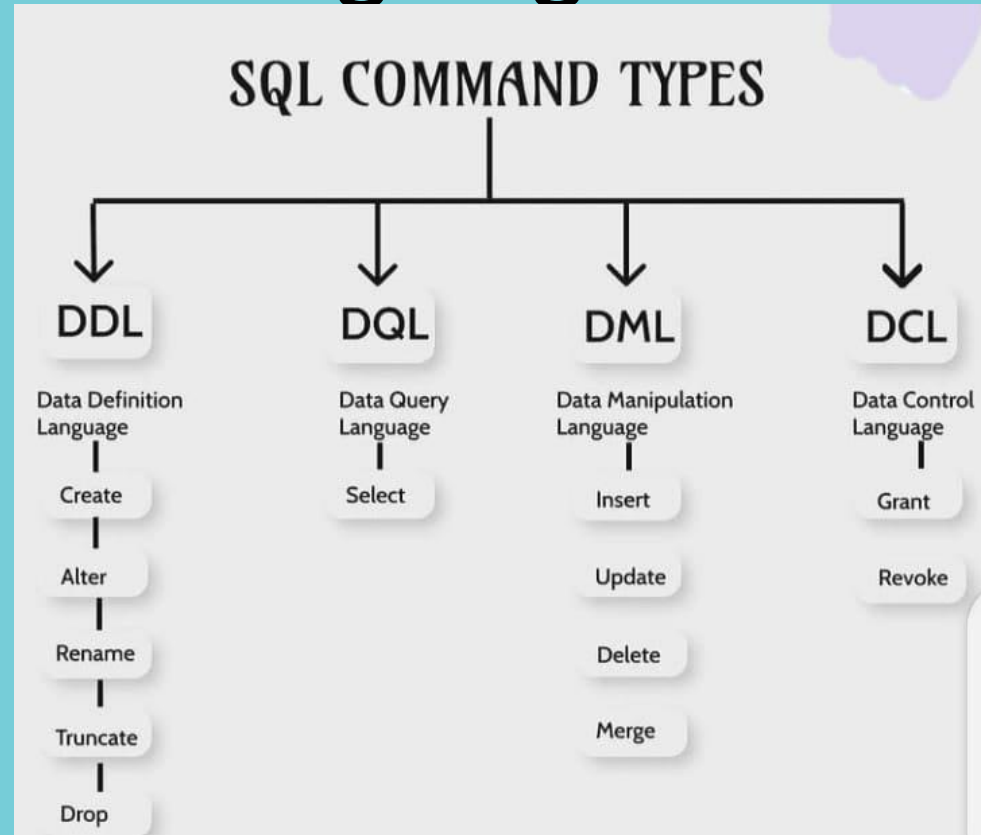 SQL COMMAND TYPES
DDL
Data Definition
Language
Create
Alter
Rename
Truncate
Drop
DQL
Data Query
Language
Select
DML
Data Manipulation
Language
Insert
Update
Delete
Merge
DCL
Data Control
Language
Grant
Revoke